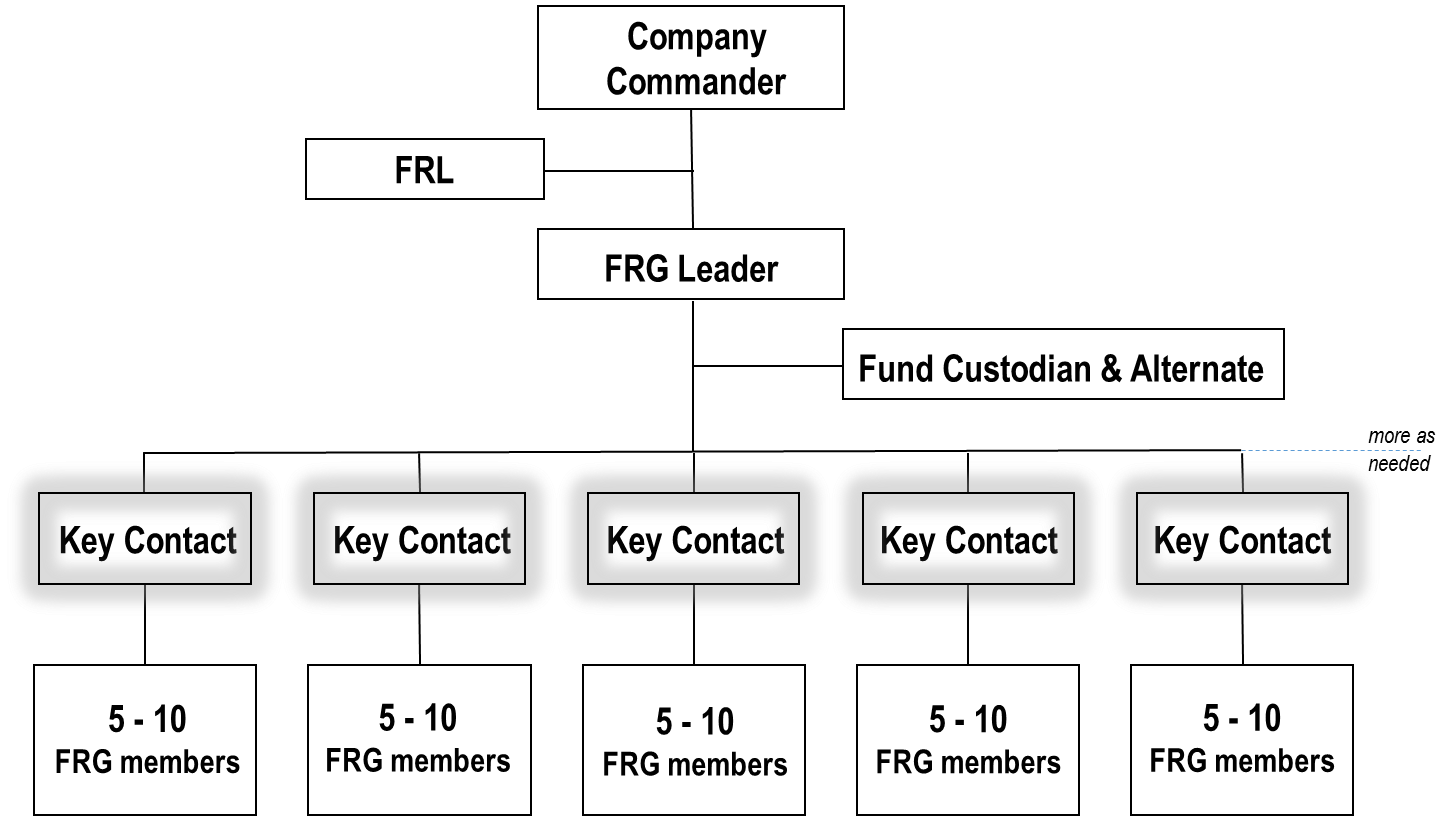 Company
Commander
FRL
FRG Leader
Fund Custodian & Alternate
more as
needed
Key Contact
Key Contact
Key Contact
Key Contact
Key Contact
5 - 10
FRG members
5 - 10
FRG members
5 - 10
FRG members
5 - 10
FRG members
5 - 10
FRG members